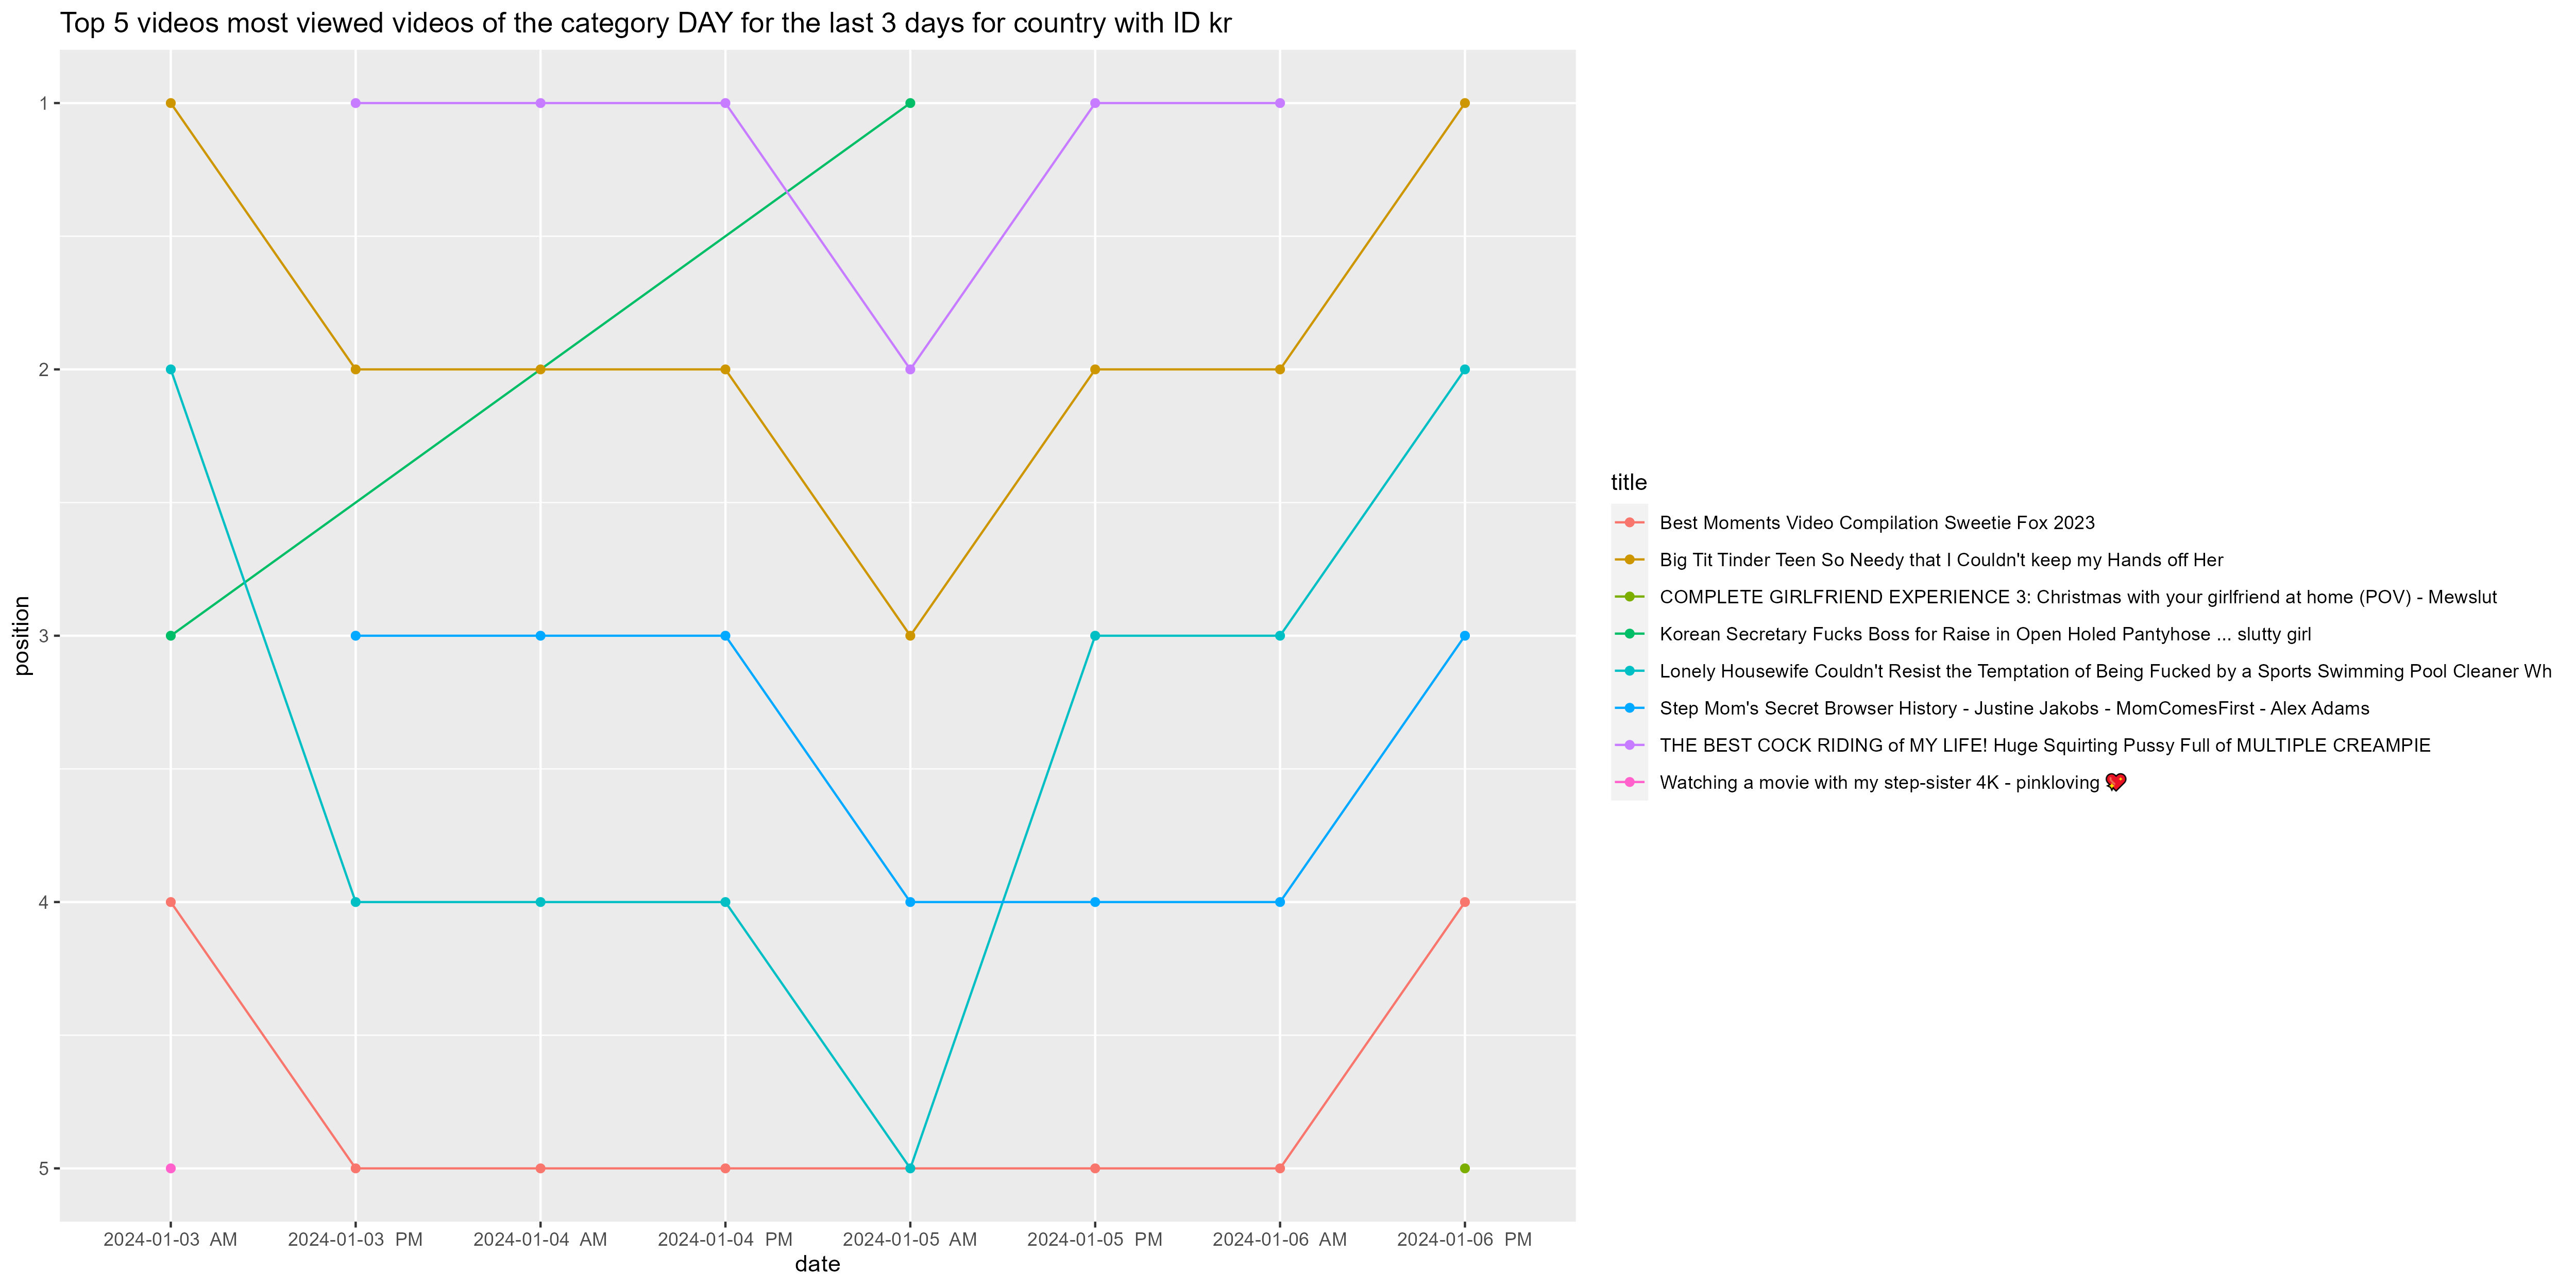 Top 5 videos most viewed videos of the category DAY for the last 3 days for country with ID kr
position
1
2
3
4
5
2024-01-03 AM
2024-01-03 PM
2024-01-04 AM
2024-01-04 PM
2024-01-05 AM
2024-01-05 PM
2024-01-06 AM
2024-01-06 PM
date
title
Best Moments Video Compilation Sweetie Fox 2023
Big Tit Tinder Teen So Needy that I Couldn't keep my Hands off Her
COMPLETE GIRLFRIEND EXPERIENCE 3: Christmas with your girlfriend at home (POV) - Mewslut
Korean Secretary Fucks Boss for Raise in Open Holed Pantyhose ... slutty girl
Lonely Housewife Couldn't Resist the Temptation of Being Fucked by a Sports Swimming Pool Cleaner Wh
Step Mom's Secret Browser History - Justine Jakobs - MomComesFirst - Alex Adams
THE BEST COCK RIDING of MY LIFE! Huge Squirting Pussy Full of MULTIPLE CREAMPIE
Watching a movie with my step-sister 4K - pinkloving 💖